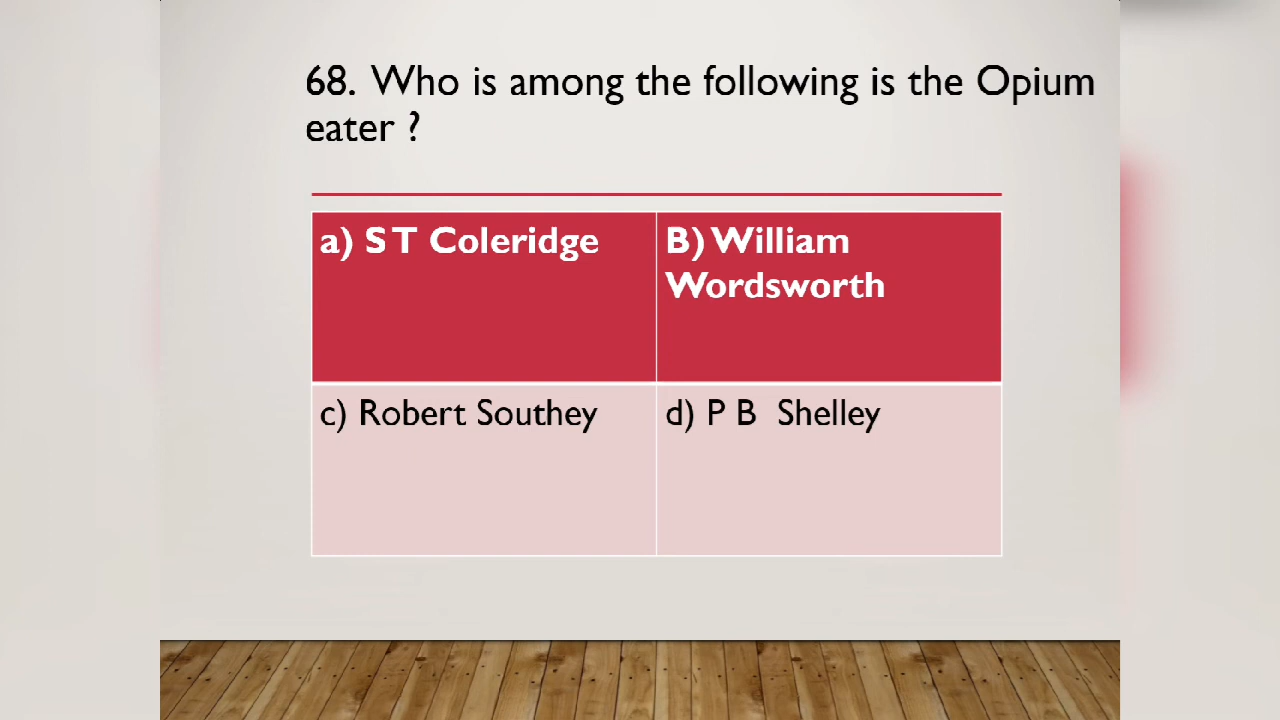 68. Who is among the following is the Opium
eater ?
a) S T Coleridge
B) William
Wordsworth
c) Robert Southey
d) P B Shelley